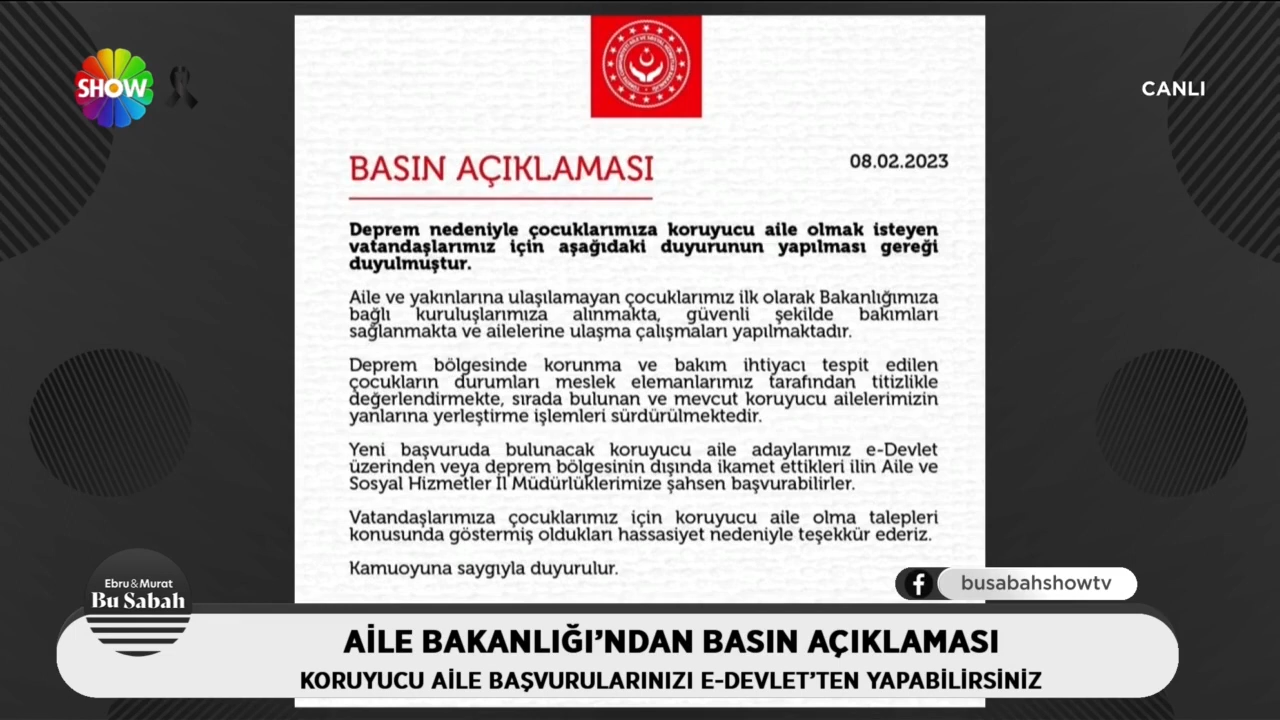 SHOW
CANLI
BASIN AÇIKLAMASI
08.02.2023
Deprem nedeniyle çocuklarımıza koruyucu aile olmak isteyen
vatandaşlarımız için aşağıdaki duyurunun yapılması gereği
duyulmuştur.
Aile ve yakınlarına ulaşılamayan çocuklarımız ilk olarak Bakanlığımıza
bağlı kuruluşlarımıza alınmakta, güvenli şekilde bakımları
sağlanmakta ve ailelerine ulaşma çalışmaları yapılmaktadır.
Deprem bölgesinde korunma ve bakım ihtiyacı tespit edilen
çocukların durumları meslek elemanlarımız tarafından titizlikle
değerlendirmekte, sırada bulunan ve mevcut koruyucu ailelerimizin
yanlarına yerleştirme işlemleri sürdürülmektedir.
Yeni başvuruda bulunacak koruyucu aile adaylarımız e-Devlet
üzerinden veya deprem bölgesinin dışında ikamet ettikleri ilin Aile ve
Sosyal Hizmetler İl Müdürlüklerimize şahsen başvurabilirler.
Vatandaşlarımıza çocuklarımız için koruyucu aile olma talepleri
konusunda göstermiş oldukları hassasiyet nedeniyle teşekkür ederiz.
Kamuoyuna saygıyla duyurulur.
busabahshowtv
Ebru&Murat
Bu Sabah
AİLE BAKANLIĞI'NDAN BASIN AÇIKLAMASI
KORUYUCU AİLE BAŞVURULARINIZI E-DEVLET'TEN YAPABİLİRSİNİZ